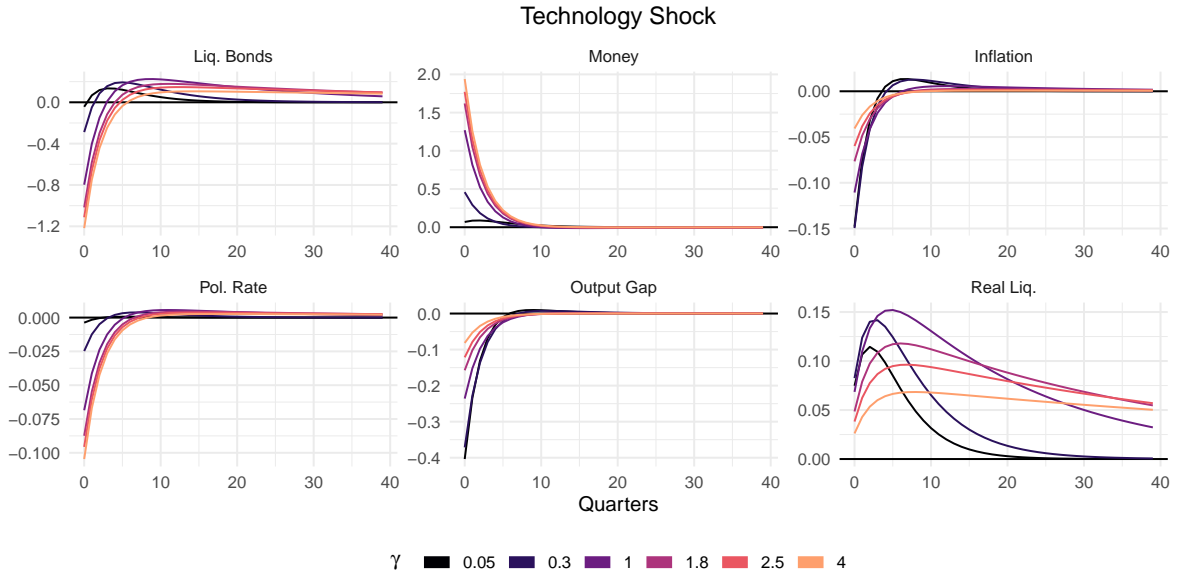 Technology Shock
Liq. Bonds
Money
Inflation
0.0
−0.4
−0.8
−1.2
0 10 20 30 40
2.0
1.5
1.0
0.5
0.0
0 10 20 30 40
0.00
−0.05
−0.10
−0.15
0 10 20 30 40
Pol. Rate
Output Gap
Real Liq.
0.000
−0.025
−0.050
−0.075
−0.100
0 10 20 30 40
0.0
−0.1
−0.2
−0.3
−0.4
0 10 20 30 40
0.15
0.10
0.05
0.00
0 10 20 30 40
Quarters
γ 0.05 0.3 1 1.8 2.5 4